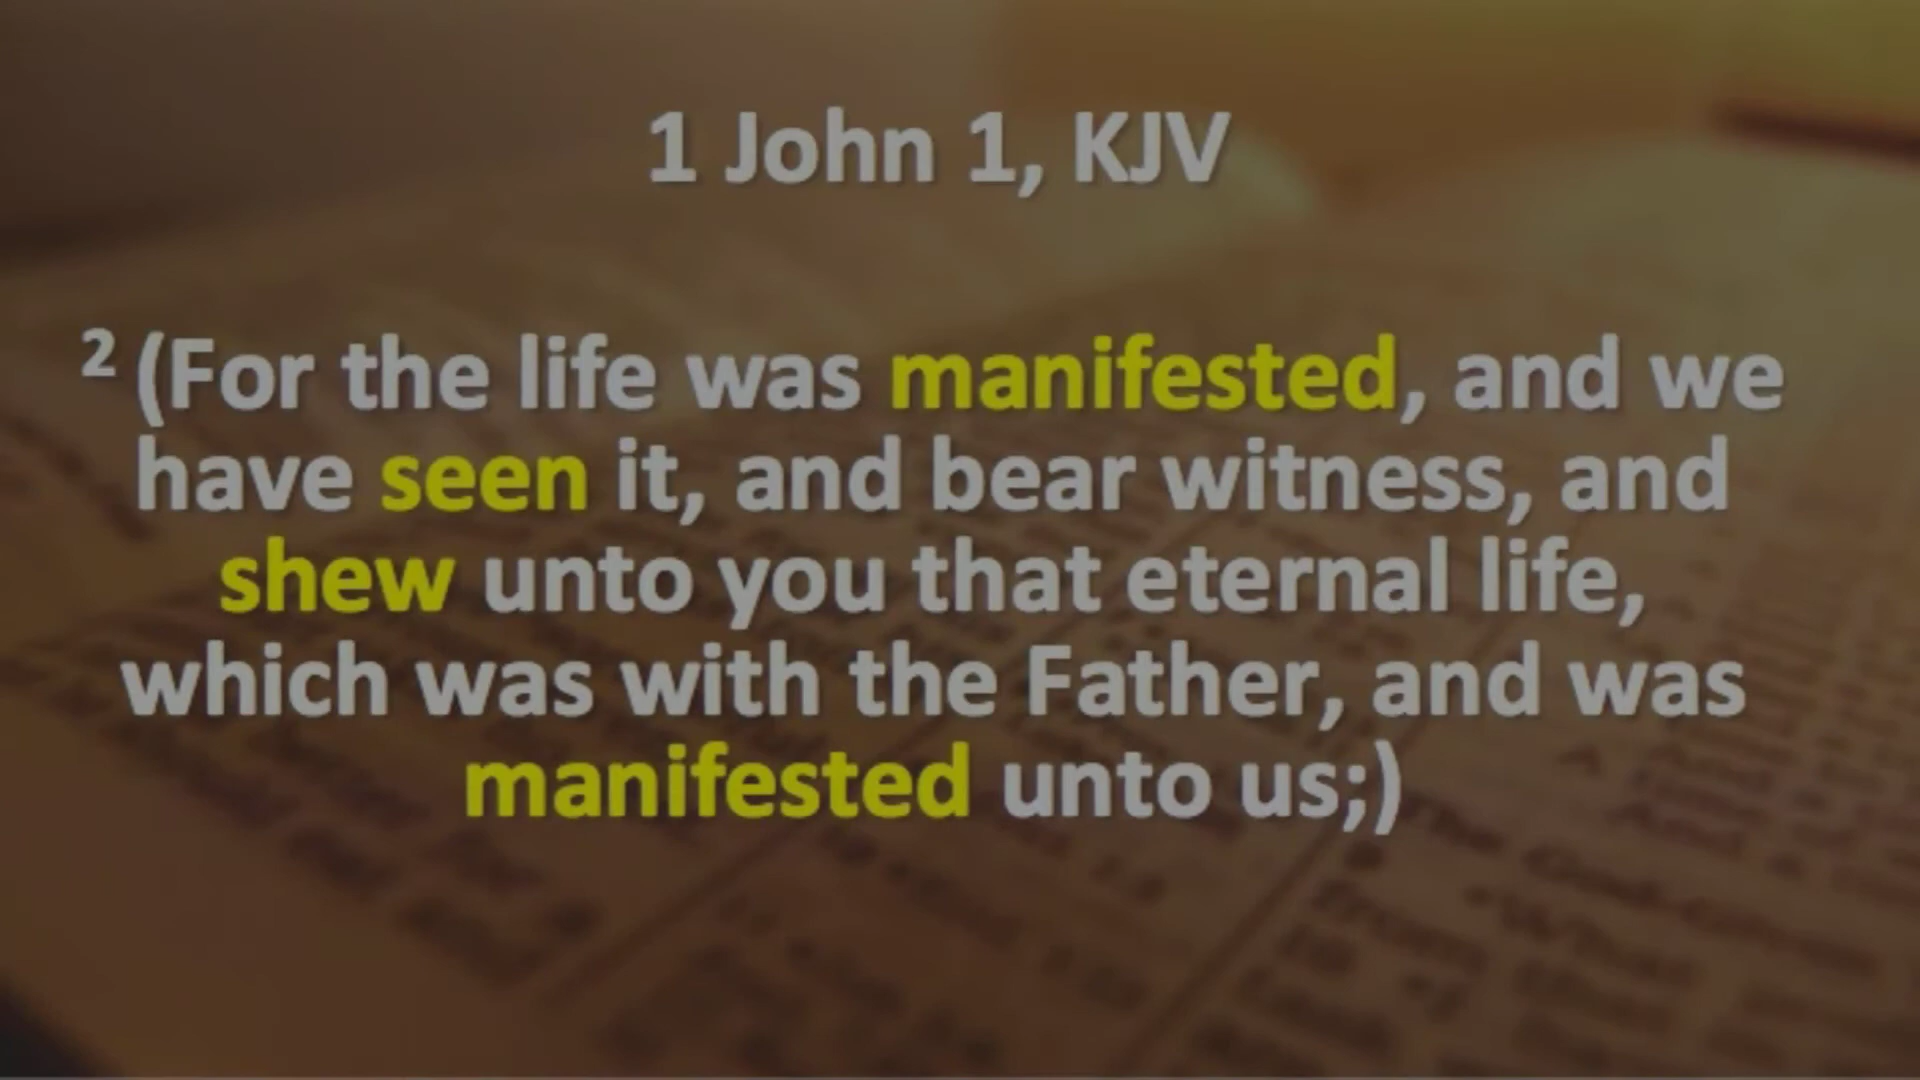 1 John 1, KJV
² (For the life was manifested, and we
have seen it, and bear witness, and
shew unto you that eternal life,
which was with the Father, and was
manifested unto us;)